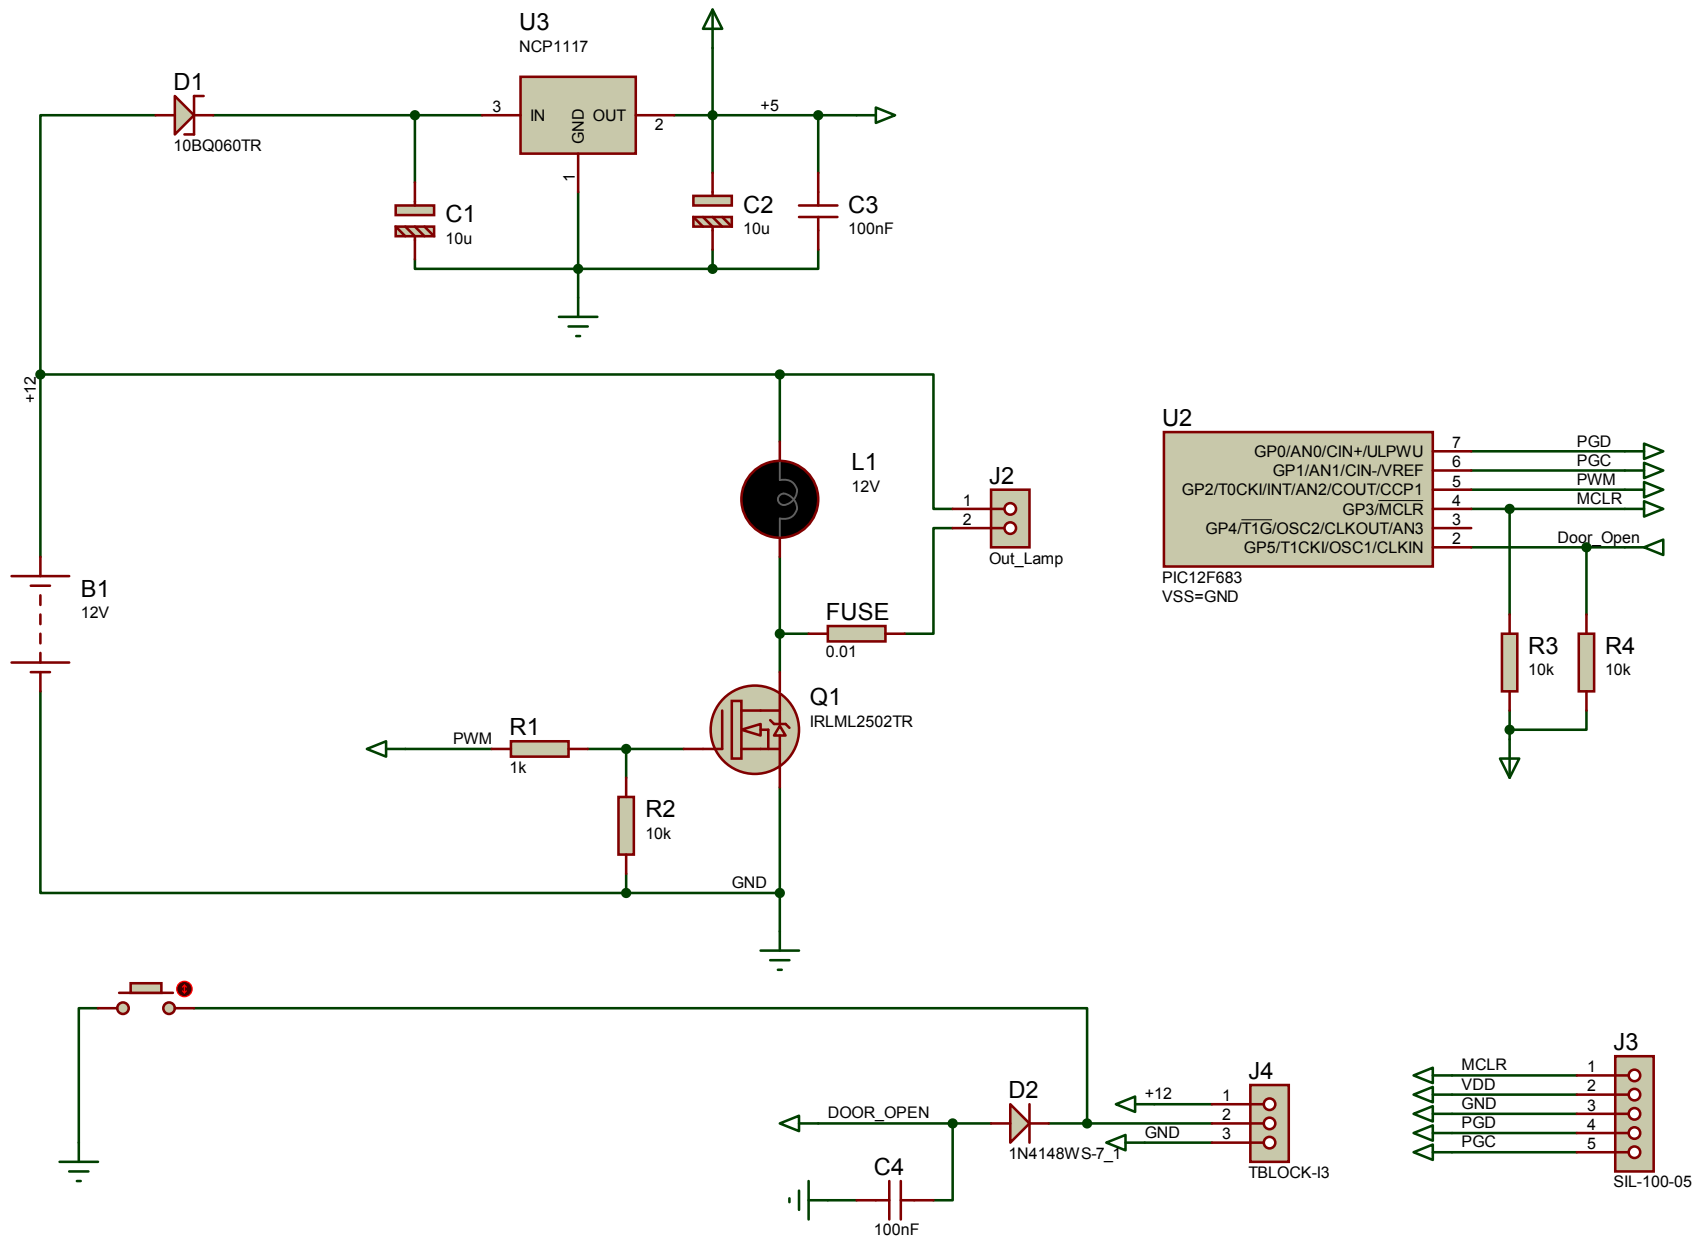 U3
NCP1117
D1
10BQ060TR
3
IN
OUT
GND
2
1
+5
C1
10u
C2
10u
C3
100nF
+12
B1
12V
L1
12V
J2
1
2
Out_Lamp
FUSE
0.01
Q1
IRLML2502TR
PWM
R1
1k
R2
10k
GND
U2
GP0/AN0/CIN+/ULPWU
7
PGD
GP1/AN1/CIN-/VREF
6
PGC
GP2/T0CKI/INT/AN2/COUT/CCP1
5
PWM
GP3/MCLR
4
MCLR
GP4/T1G/OSC2/CLKOUT/AN3
3
GP5/T1CKI/OSC1/CLKIN
2
Door_Open
PIC12F683
VSS=GND
R3
10k
R4
10k
DOOR_OPEN
D2
1N4148WS-7_1
C4
100nF
J4
+12
1
2
GND
3
TBLOCK-I3
J3
MCLR
1
VDD
2
GND
3
PGD
4
PGC
5
SIL-100-05